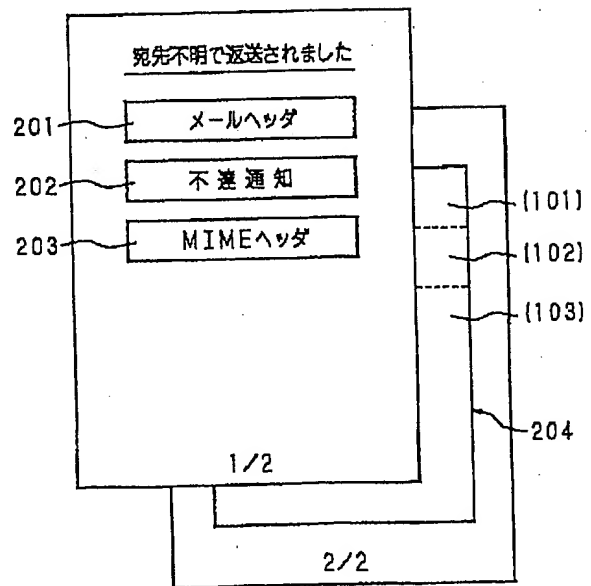 宛先不明で返送されました
201
メールヘッダ
202
不達通知
203
MIMEヘッダ
(101)
(102)
(103)
204
1/2
2/2